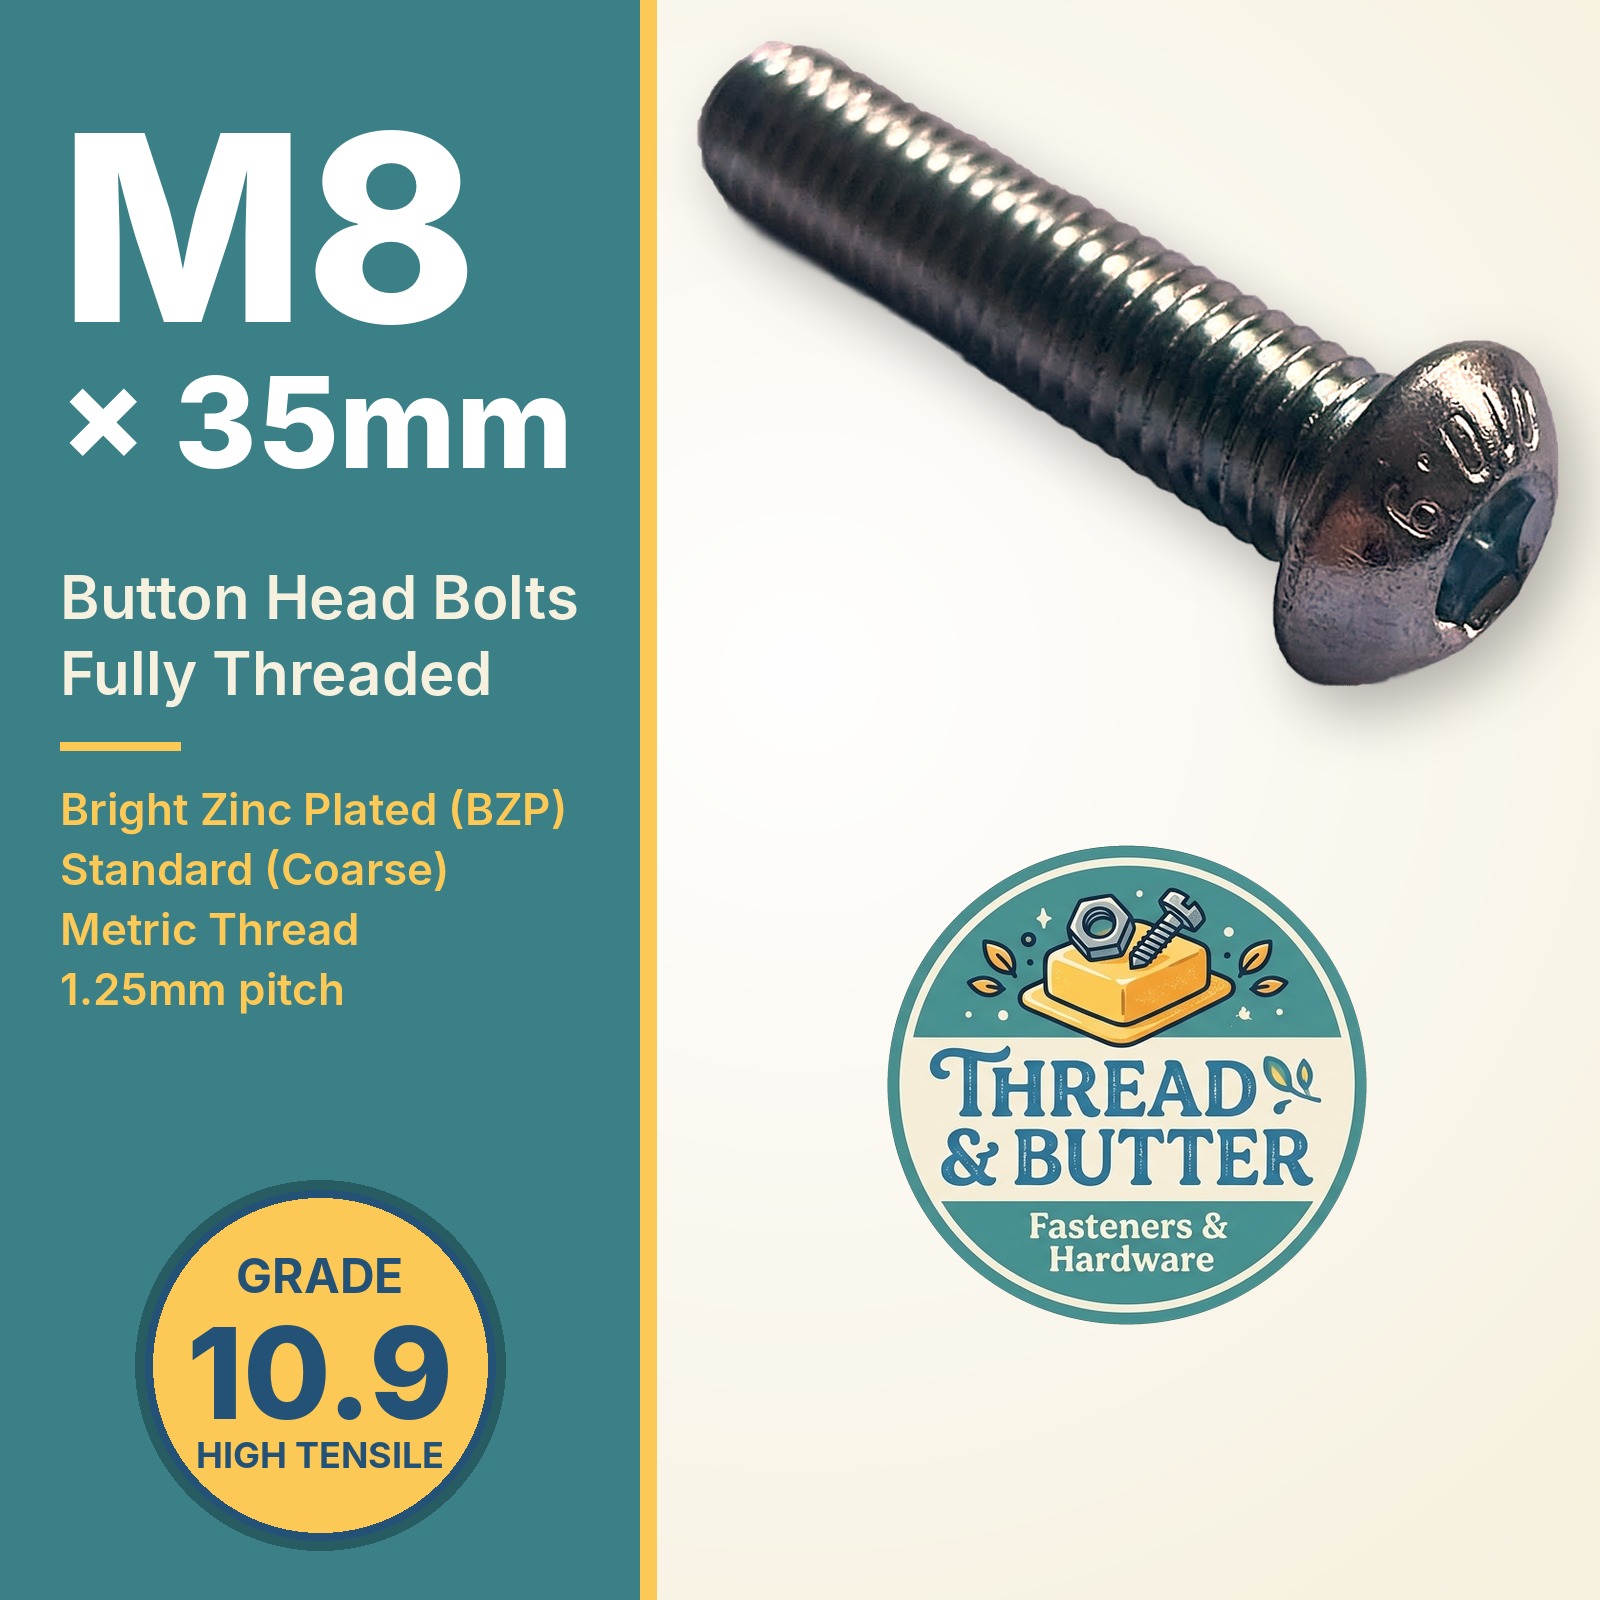 M8
× 35mm
Button Head Bolts
Fully Threaded
Bright Zinc Plated (BZP)
Standard (Coarse)
Metric Thread
1.25mm pitch
GRADE
10.9
HIGH TENSILE
THREAD
& BUTTER
Fasteners &
Hardware